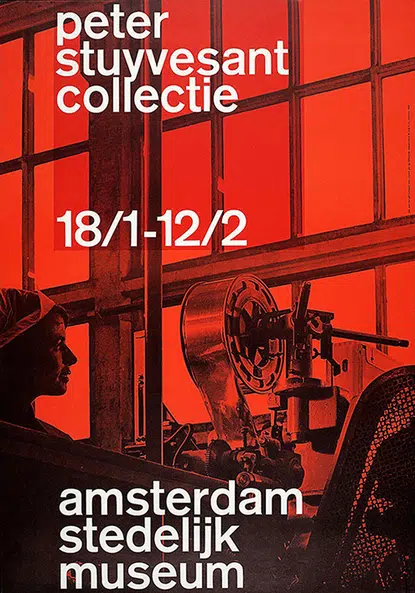 peter
stuyvesant
collectie
18/1-12/2
amsterdam
stedelijk
museum